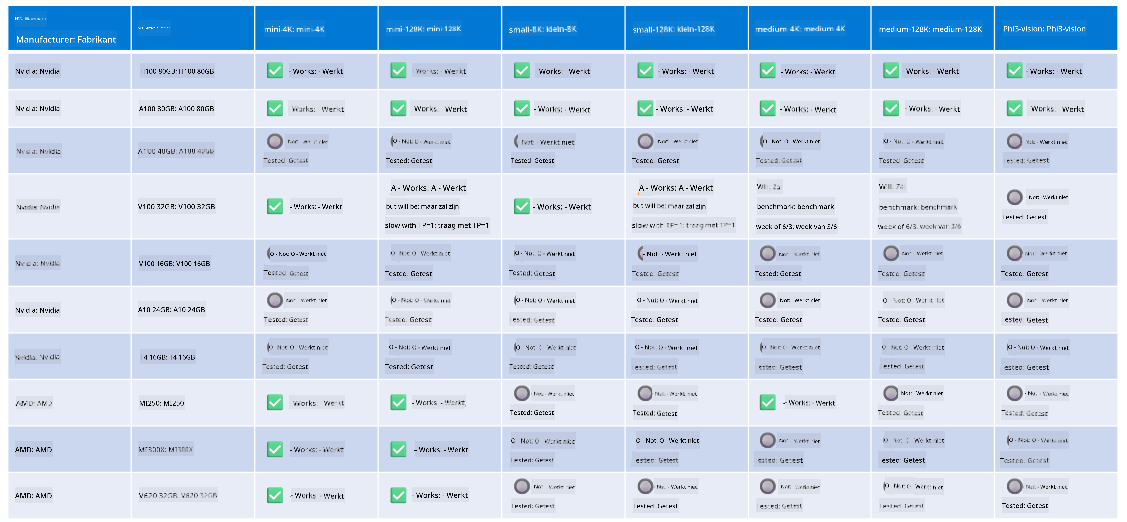 Manufacturer: Fabrikant
mini-4K: mini-4K
mini-128K: mini-128K
small-8K: klein-8K
small-128K: klein-128K
medium 4K: medium 4K
medium-128K: medium-128K
Phi3-vision: Phi3-vision
Nvidia: Nvidia
H100 80GB: H100 80GB
- Works: - Werkt
Works: - Werkt
- Works: - Werkt
- Works: - Werkt
- Works: - Werkt
Works: - Werkt
- Works: - Werkt
Nvidia: Nvidia
A100 80GB: A100 80GB
Works: - Werkt
- Works: - Werkt
- Works: - Werkt
- Works: - Werkt
- Works: - Werkt
- Works: - Werkt
- Works: - Werkt
Nvidia: Nvidia
A100 40GB: A100 40GB
Not: - Werkt niet
Tested: Getest
O - Not: O - Werkt niet
Tested: Getest
Not: - Werkt niet
Tested: Getest
Not: - Werkt niet
Tested: Getest
O - Not: O - Werkt niet
Tested: Getest
O - Not: O - Werkt niet
Tested: Getest
Not: - Werkt niet
Tested: Getest
Nvidia: Nvidia
V100 32GB: V100 32GB
- Works: - Werkt
A - Works: A - Werkt
but will be: maar zal zijn
slow with TP=1: traag met TP=1
- Works: - Werkt
A - Works: A - Werkt
but will be: maar zal zijn
slow with TP=1: traag met TP=1
Will: Za
benchmark: benchmark
week of 6/3: week van 3/6
Will: Za
benchmark: benchmark
week of 6/3: week van 3/6
Not: - Werkt niet
Tested: Getest
Nvidia: Nvidia
V100 16GB: V100 16GB
O - Not: O - Werkt niet
Tested: Getest
O - Not: O - Werkt niet
Tested: Getest
O - Not: O - Werkt niet
Tested: Getest
- Not: - Werkt niet
Tested: Getest
Not: - Werkt niet
Tested: Getest
Not: - Werkt niet
Tested: Getest
Not: - Werkt niet
Tested: Getest
Nvidia: Nvidia
A10 24GB: A10 24GB
Not: - Werkt niet
Tested: Getest
O - Not: O - Werkt niet
Tested: Getest
O - Not: O - Werkt niet
ested: Getest
O - Not: O - Werkt niet
Tested: Getest
Not: - Werkt niet
Tested: Getest
O - Not: O - Werkt niet
Tested: Getest
Not: - Werkt niet
ested: Getest
Nvidia: Nvidia
T4 16GB: T4 16GB
O - Not: O - Werkt niet
Tested: Getest
O - Not: O - Werkt niet
Tested: Getest
O - Not: O - Werkt niet
Tested: Getest
O - Not: O - Werkt niet
ested: Getest
O - Not: O - Werkt niet
ested: Getest
O - Not: O - Werkt niet
Tested: Getest
O - Not: O - Werkt niet
ested: Getest
AMD: AMD
MI250: MI250
- Works: - Werkt
- Works: - Werkt
Not: - Werkt niet
Tested: Getest
Not: - Werkt niet
Tested: Getest
- Works: - Werkt
Not: - Werkt niet
Tested: Getest
- Not: - Werkt niet
Tested: Getest
AMD: AMD
MI300X: MI300X
- Works: - Werkt
- Works: - Werkt
O - Not: O - Werkt niet
Tested: Getest
O - Not: O - Werkt niet
ested: Getest
Not: - Werkt niet
ested: Getest
O - Not: O - Werkt niet
ested: Getest
O - Not: O - Werkt niet
Tested: Getest
AMD: AMD
V620 32GB: V620 32GB
- Works: - Werkt
- Works: - Werkt
Not: - Werkt niet
Tested: Getest
Not: - Werkt niet
ested: Getest
Not: - Werkt niet
Tested: Getest
O - Not: O - Werkt niet
Tested: Getest
Not: - Werkt niet
Tested: Getest